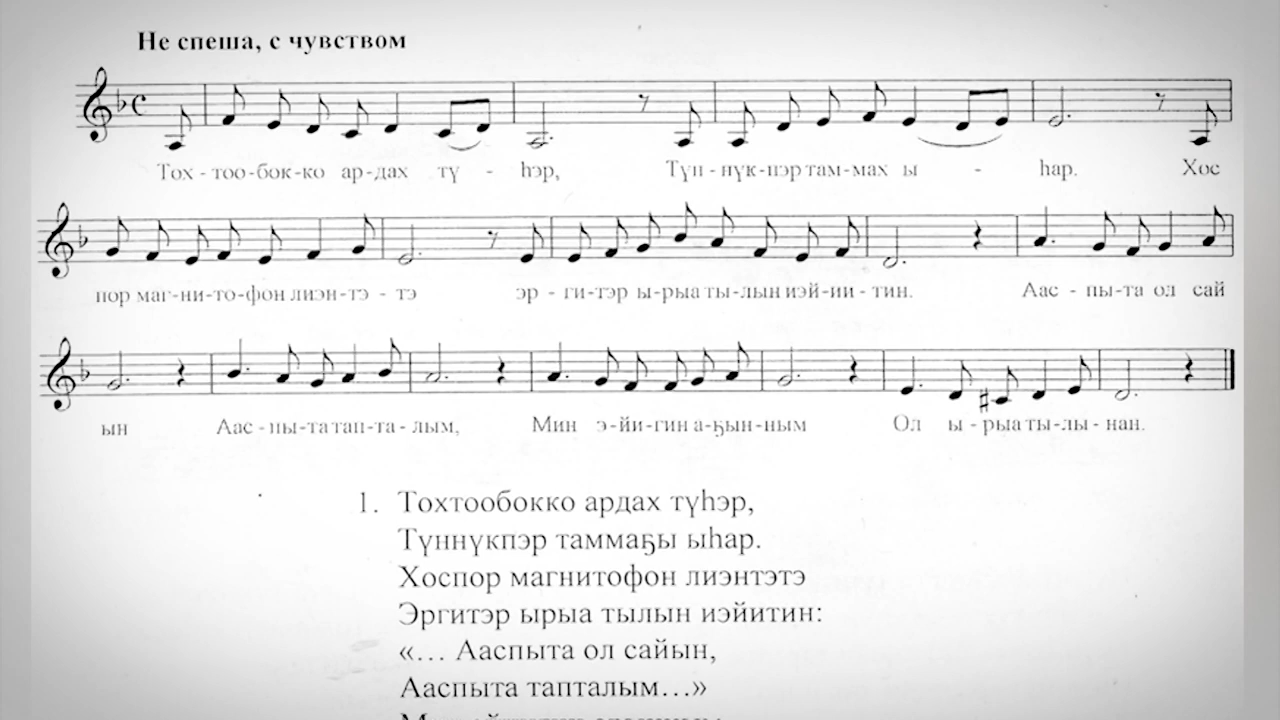 Не спеша, с чувством
Тох - тоо-бок-ко ар-дах тү - һэр, Түн - нүк-пэр там-мах ы - һар. Хос
пор маг-ни-то-фон лиэн-тэ - тэ эр - ги-тэр ы-рыа ты-лын иэй-ии - тин. Аас - пы-та ол сай
ын Аас - пы-та тап-та - лым, Мин э-йи-гин а-ҕын-ным Ол ы - рыа ты-лы - нан.
1. Тохтообокко ардах түһэр,
Түннүкпэр таммаҕы ыһар.
Хоспор магнитофон лиэнтэтэ
Эргитэр ырыа тылын иэйитин:
«... Ааспыта ол сайын,
Ааспыта тапталым...»